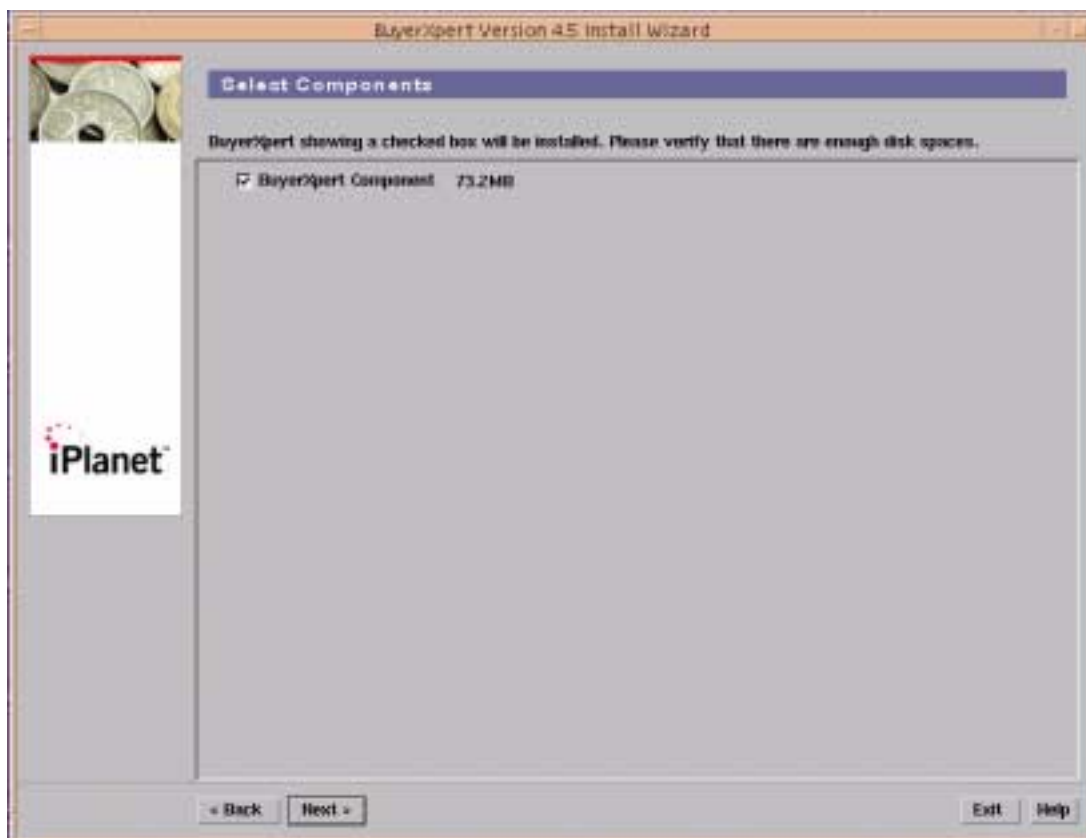 BuyerXpert Version 4.5 Install Wizard
Select Components
BuyerXpert showing a checked box will be installed. Please verify that there are enough disk spaces.
BuyerXpert Component 73.2MB
iPlanet™
« Back Next » Exit Help